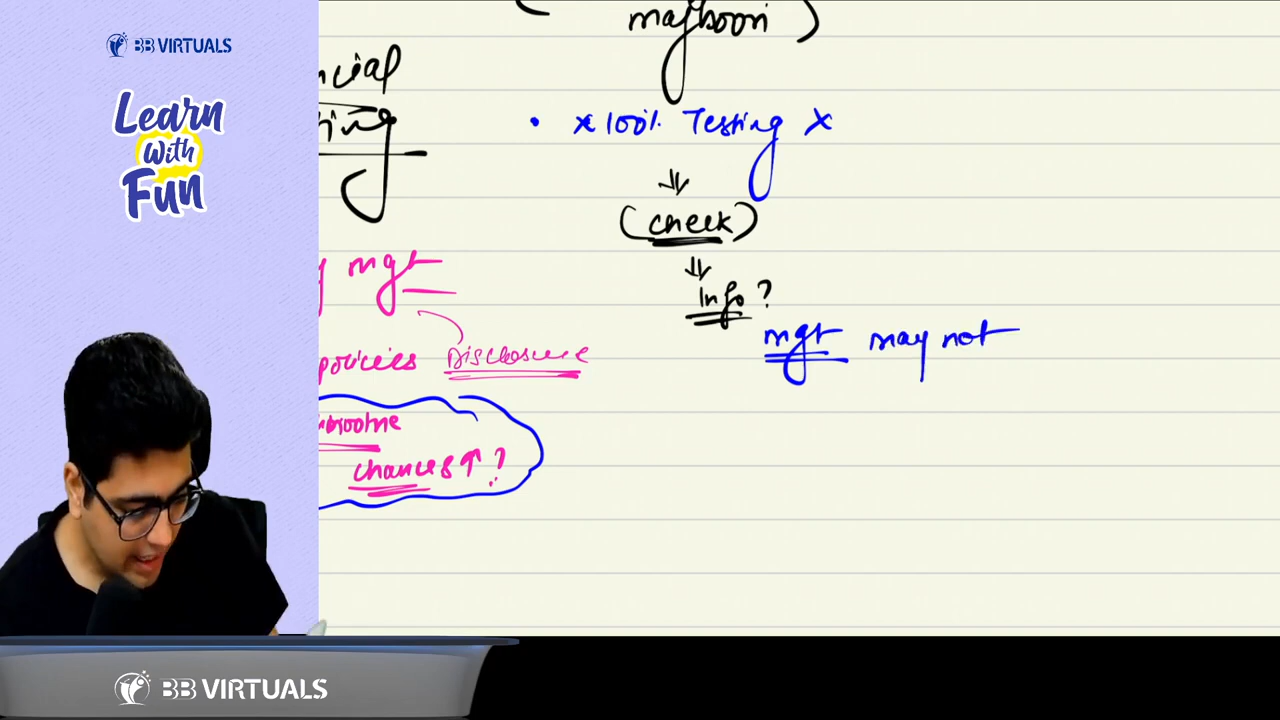 BB VIRTUALS
Learn
With
Fun
ncial
ing
mgt
policies Disclosure
chances ↑ ?
( majboori )
• × 100% Testing ×
⇓
(check)
⇓
Info ?
mgt may not
BB VIRTUALS